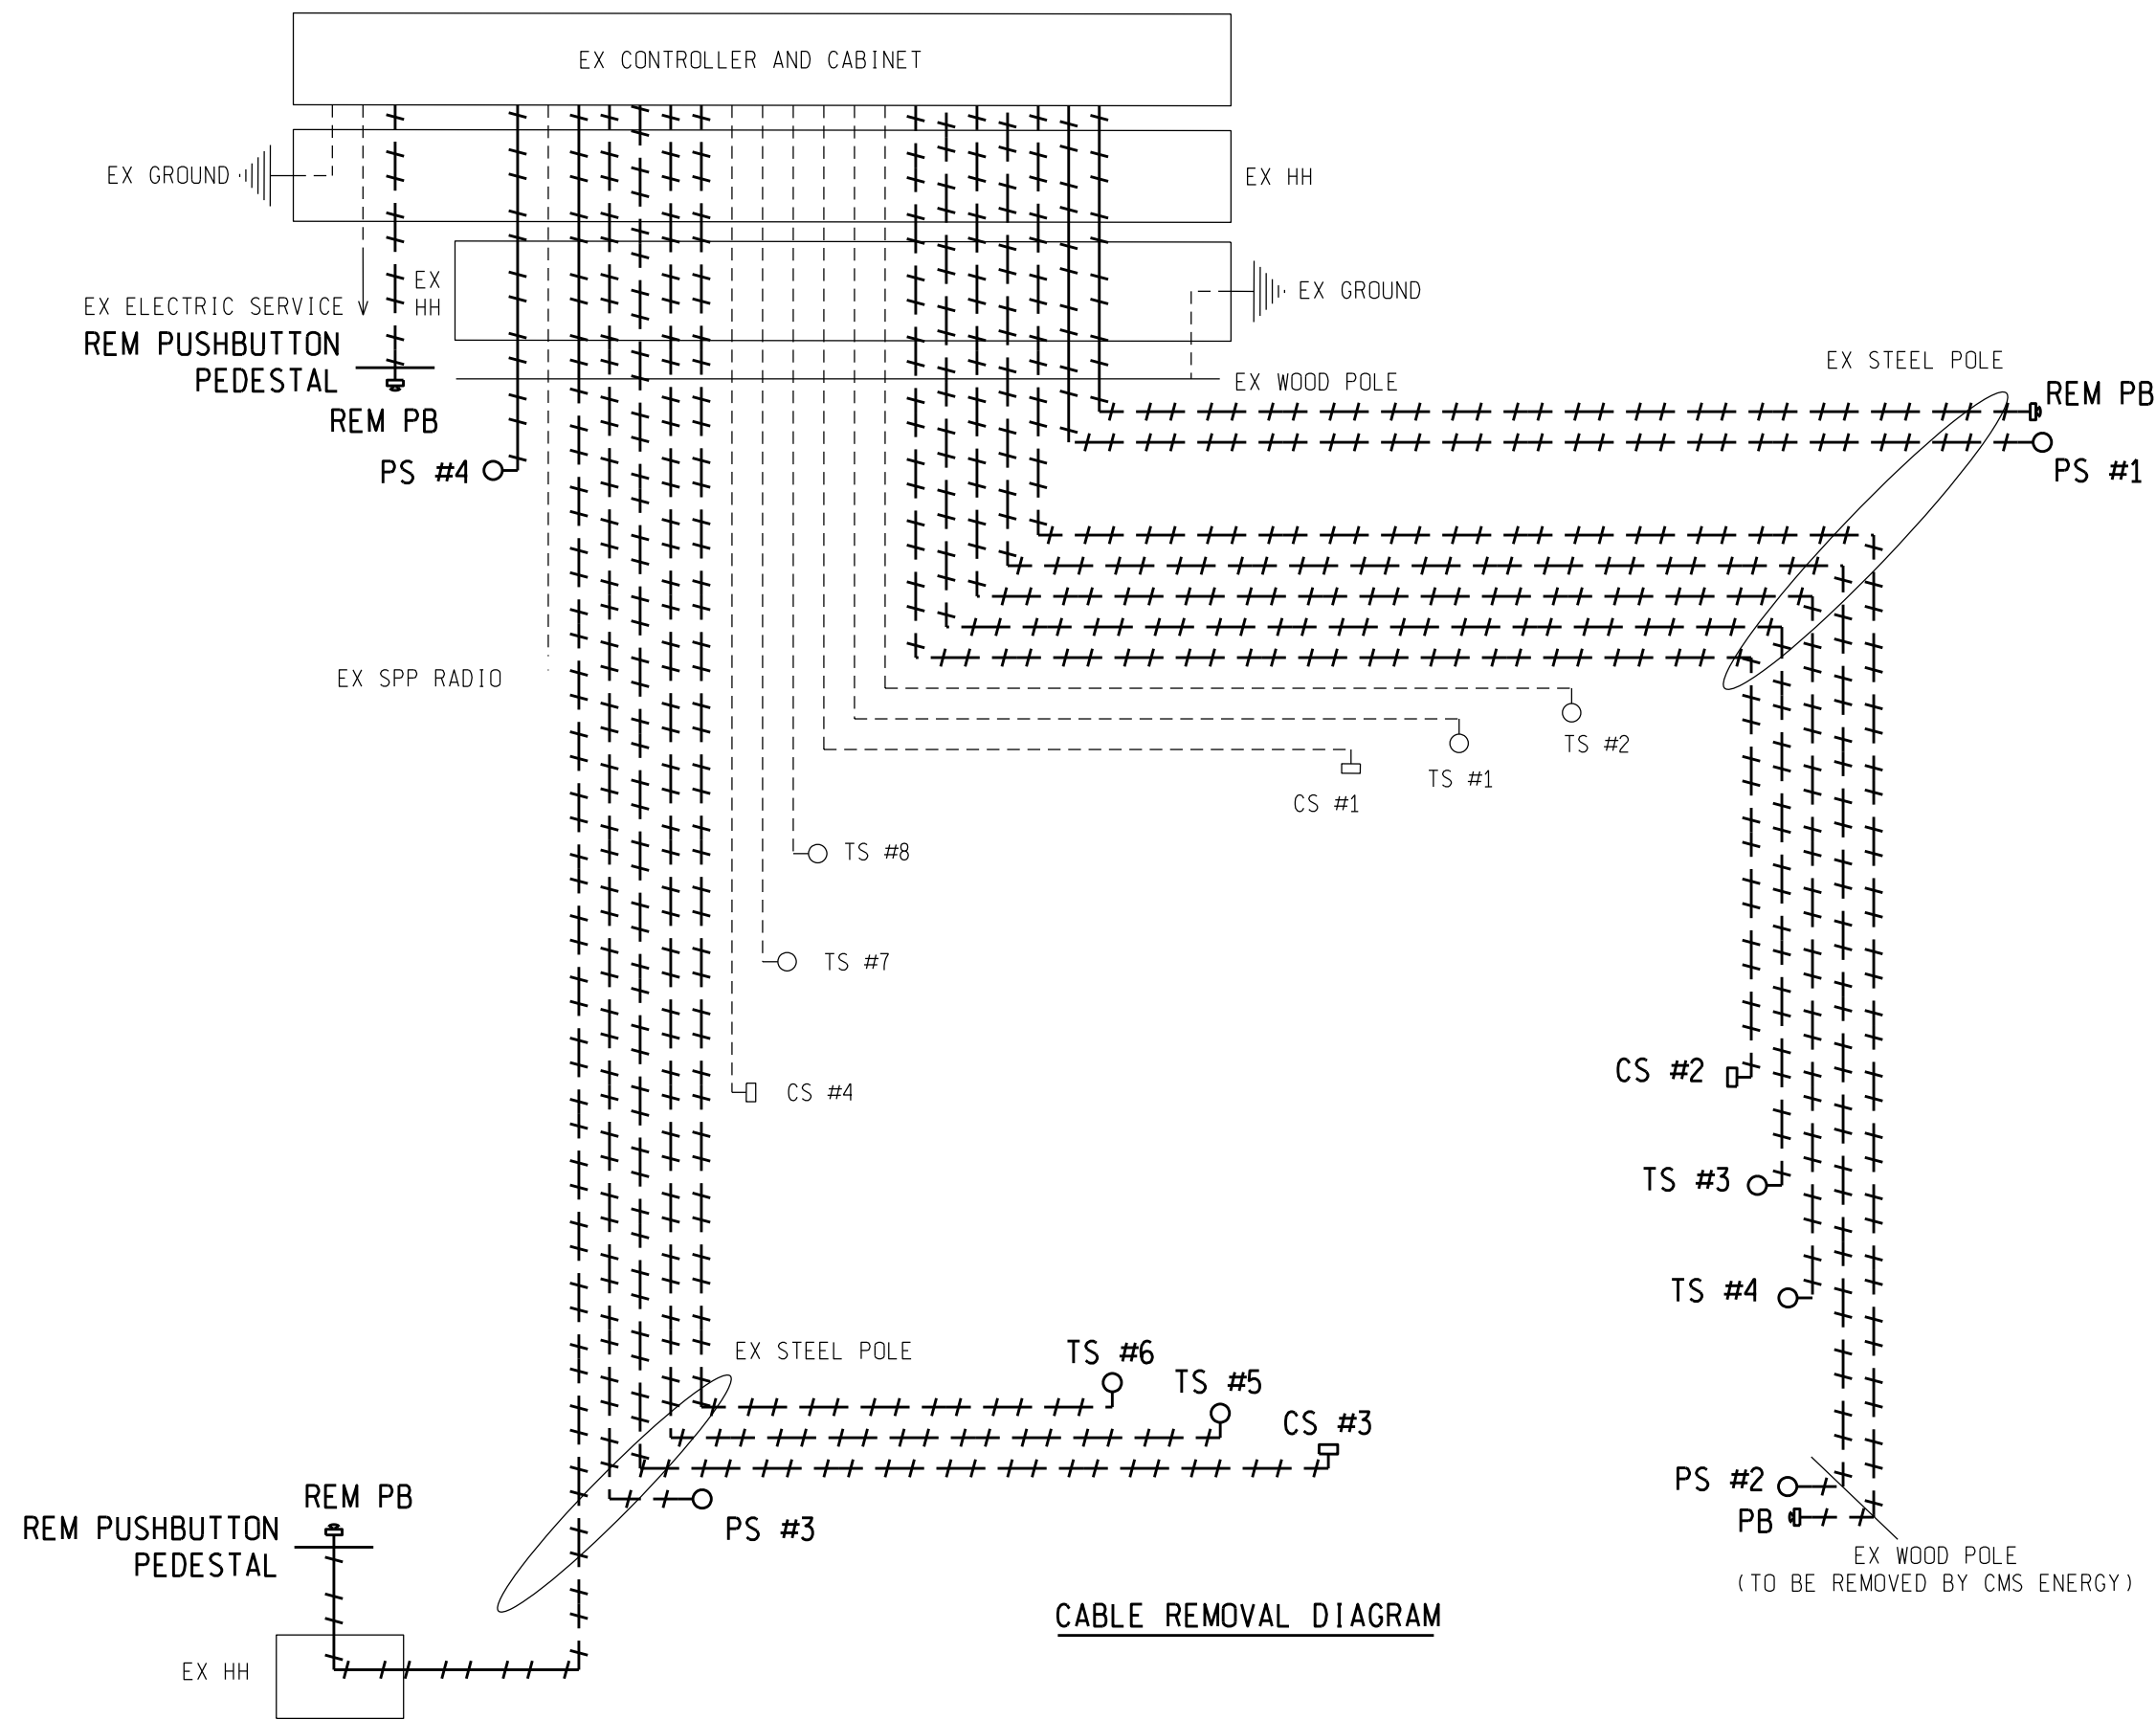 EX CONTROLLER AND CABINET
EX GROUND
EX HH
EX
HH
EX GROUND
EX ELECTRIC SERVICE
REM PUSHBUTTON
PEDESTAL
REM PB
EX WOOD POLE
EX STEEL POLE
REM PB
PS #4
PS #1
EX SPP RADIO
TS #2
TS #1
CS #1
TS #8
TS #7
CS #4
CS #2
TS #3
TS #4
EX STEEL POLE
TS #6
TS #5
CS #3
PS #2
PB
REM PB
REM PUSHBUTTON
PEDESTAL
PS #3
EX WOOD POLE
(TO BE REMOVED BY CMS ENERGY)
CABLE REMOVAL DIAGRAM
EX HH